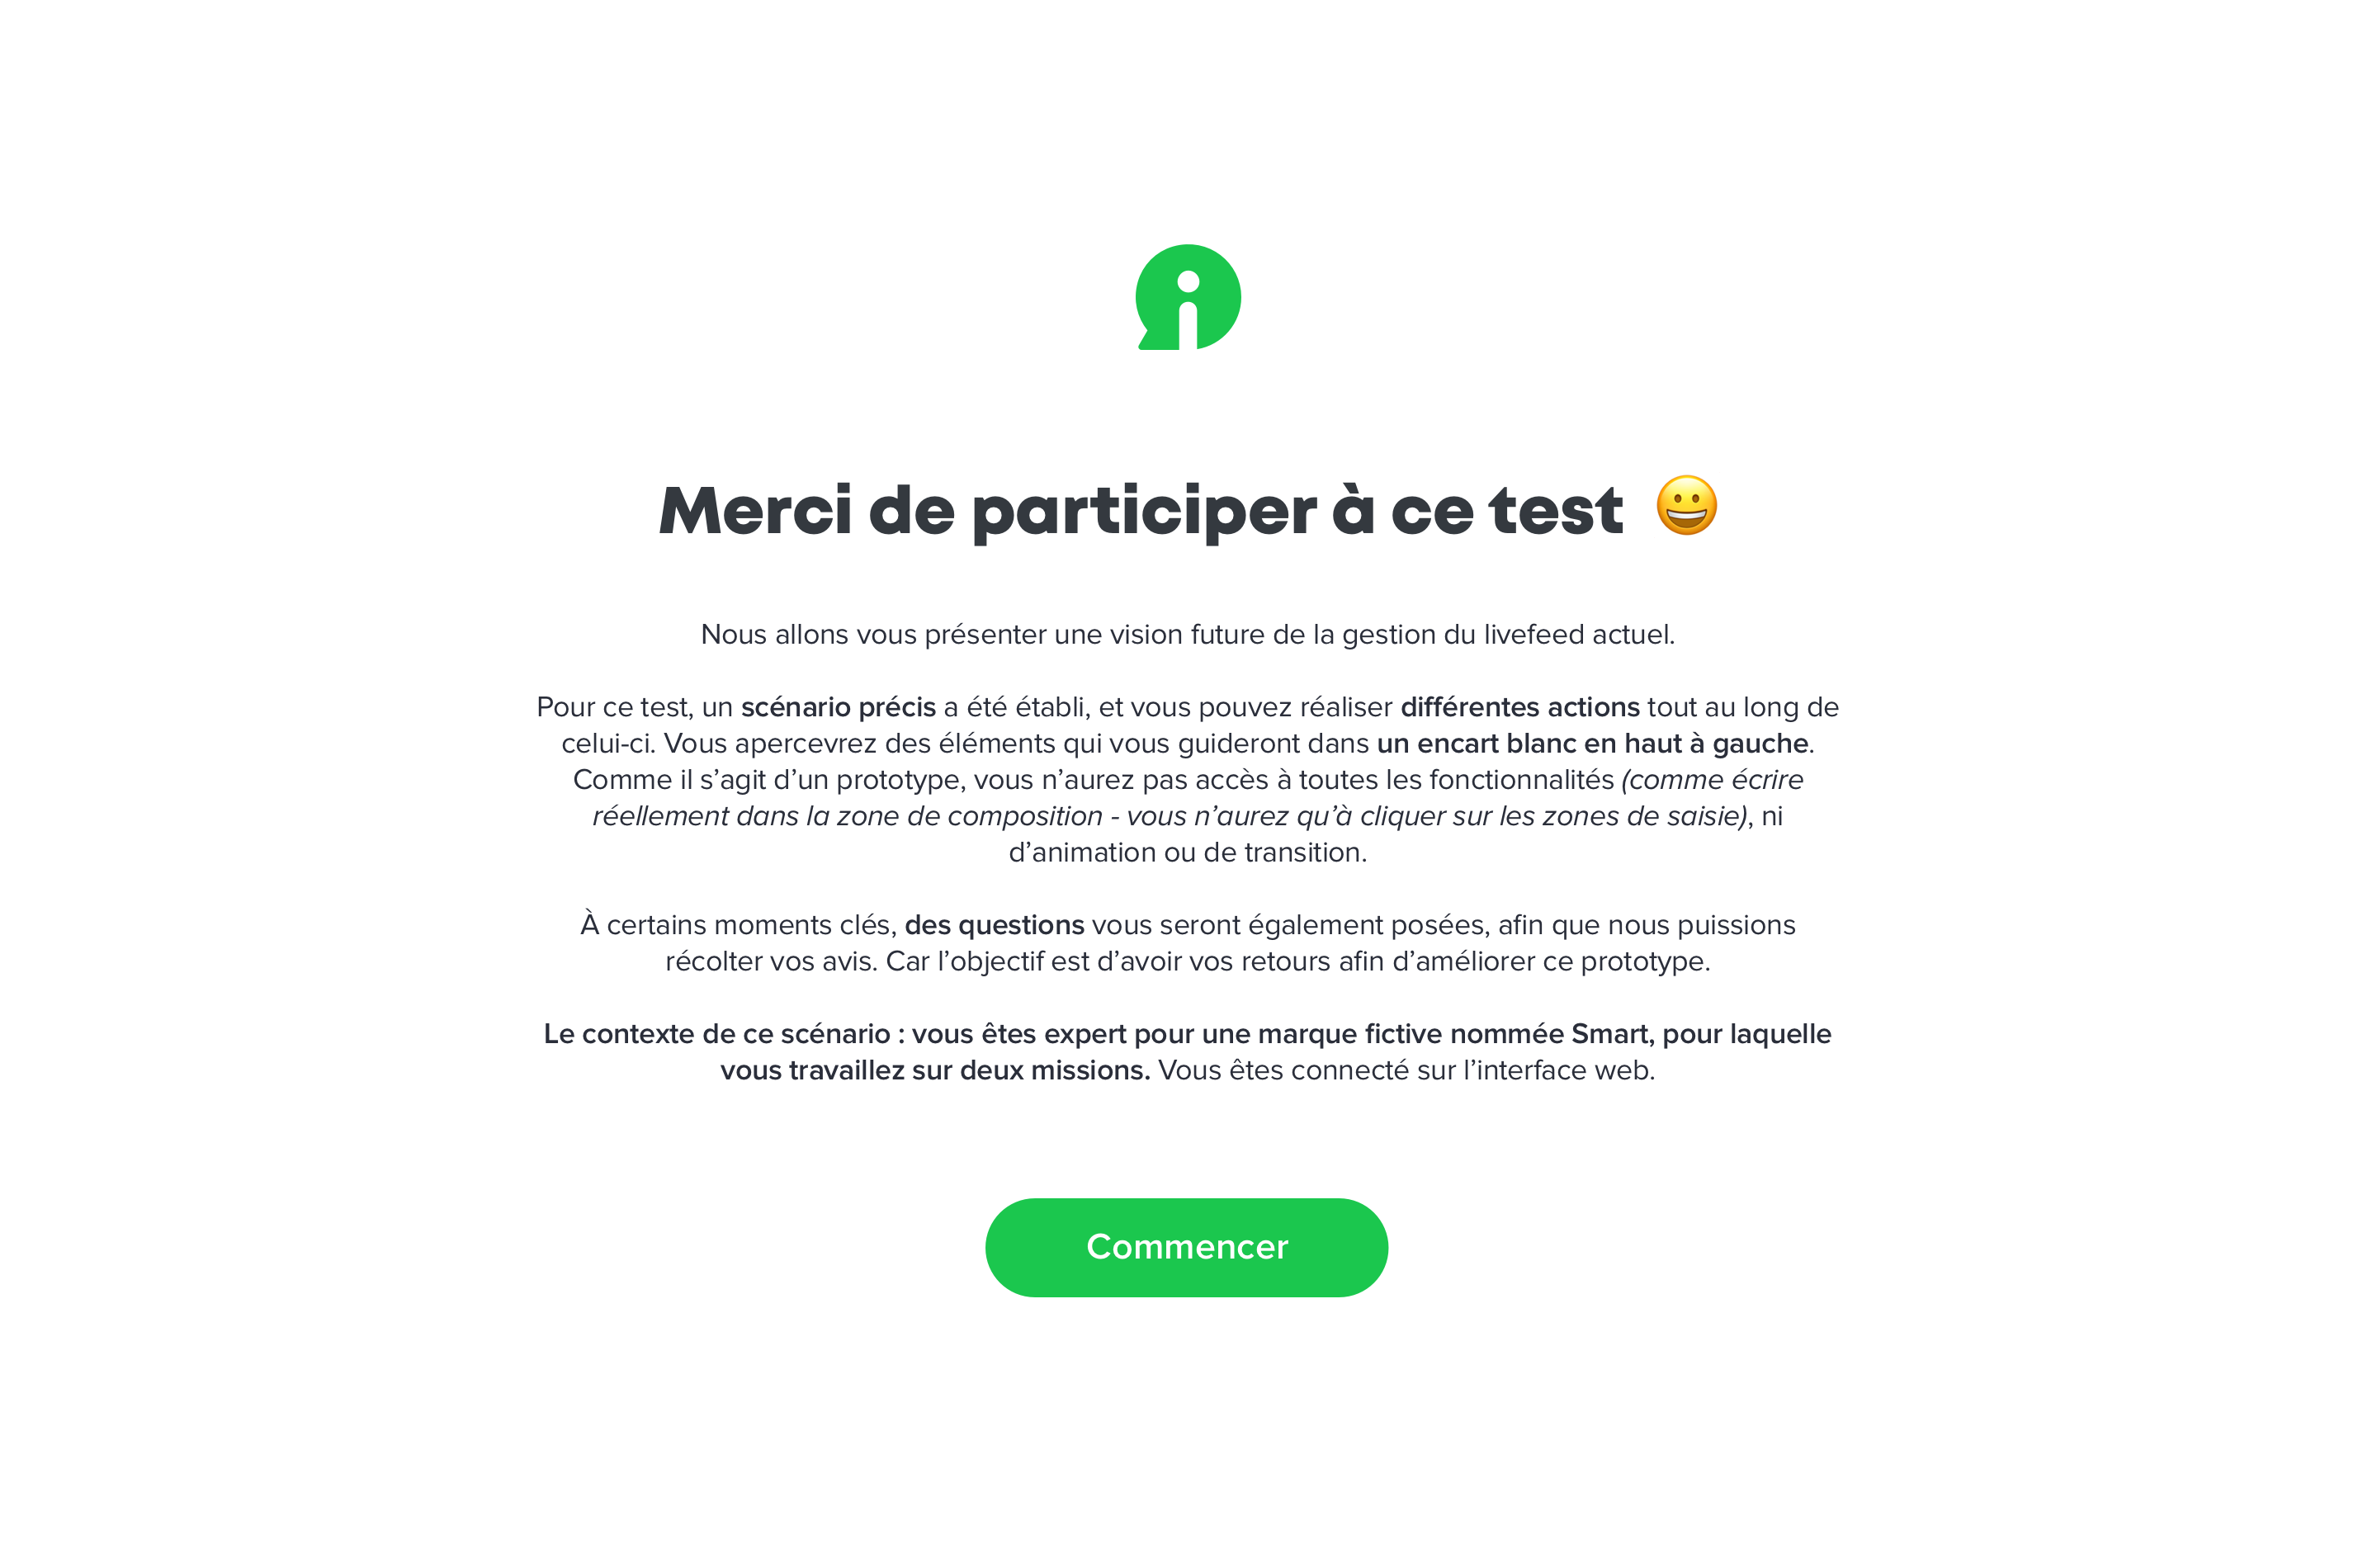 Merci de participer à ce test 😀
Nous allons vous présenter une vision future de la gestion du livefeed actuel.
Pour ce test, un scénario précis a été établi, et vous pouvez réaliser différentes actions tout au long de
celui-ci. Vous apercevrez des éléments qui vous guideront dans un encart blanc en haut à gauche.
Comme il s’agit d’un prototype, vous n’aurez pas accès à toutes les fonctionnalités (comme écrire
réellement dans la zone de composition - vous n’aurez qu’à cliquer sur les zones de saisie), ni
d’animation ou de transition.
À certains moments clés, des questions vous seront également posées, afin que nous puissions
récolter vos avis. Car l’objectif est d’avoir vos retours afin d’améliorer ce prototype.
Le contexte de ce scénario : vous êtes expert pour une marque fictive nommée Smart, pour laquelle
vous travaillez sur deux missions. Vous êtes connecté sur l’interface web.
Commencer